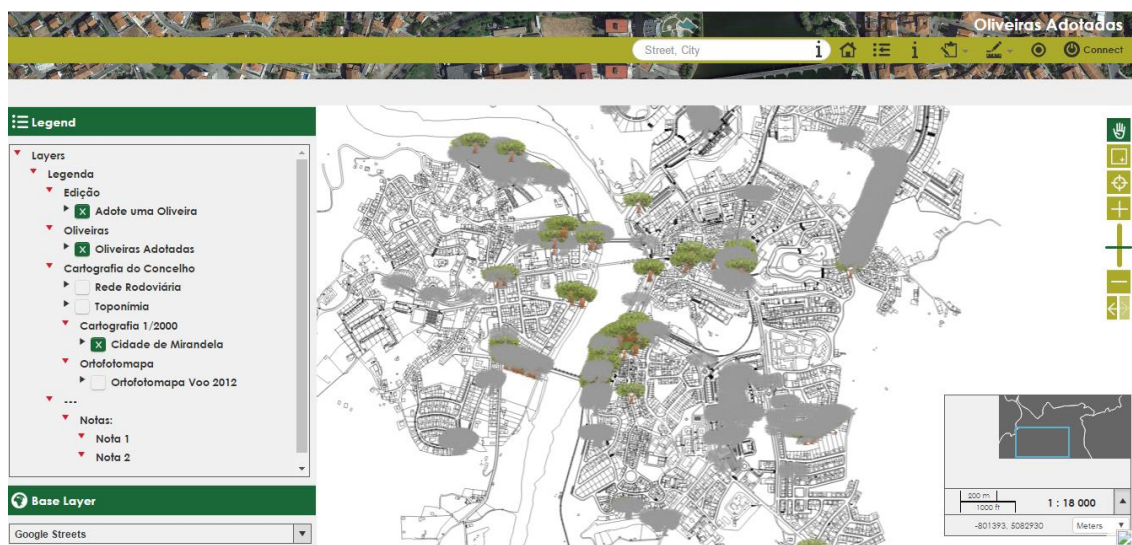 Oliveiras Adotadas
Street, City
Connect
Legend
Layers
Legenda
Edição
X Adote uma Oliveira
Oliveiras
X Oliveiras Adotadas
Cartografia do Concelho
Rede Rodoviária
Toponímia
Cartografia 1/2000
X Cidade de Mirandela
Ortofotomapa
Ortofotomapa Voo 2012
---
Notas:
Nota 1
Nota 2
Base Layer
Google Streets
200 m
1000 ft
1 : 18 000
-801393, 5082930
Meters